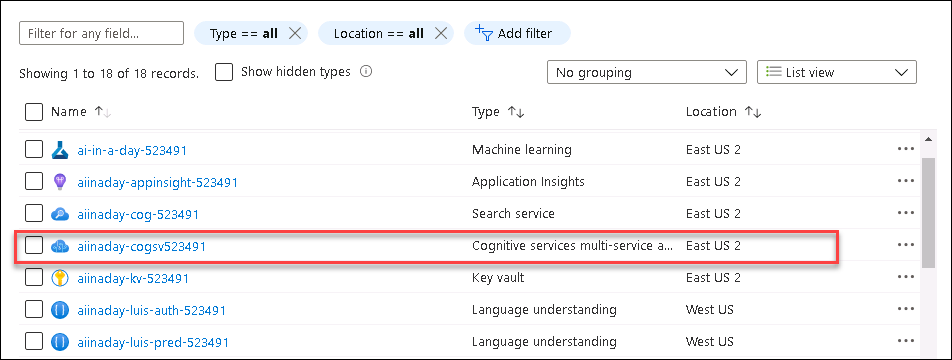 Filter for any field...
Type == all
Location == all
Add filter
Showing 1 to 18 of 18 records.
Show hidden types
No grouping
List view
Name
Type
Location
ai-in-a-day-523491 Machine learning East US 2
aiinaday-appinsight-523491 Application Insights East US 2
aiinaday-cog-523491 Search service East US 2
aiinaday-cogsv523491 Cognitive services multi-service a... East US 2
aiinaday-kv-523491 Key vault East US 2
aiinaday-luis-auth-523491 Language understanding West US
aiinaday-luis-pred-523491 Language understanding West US